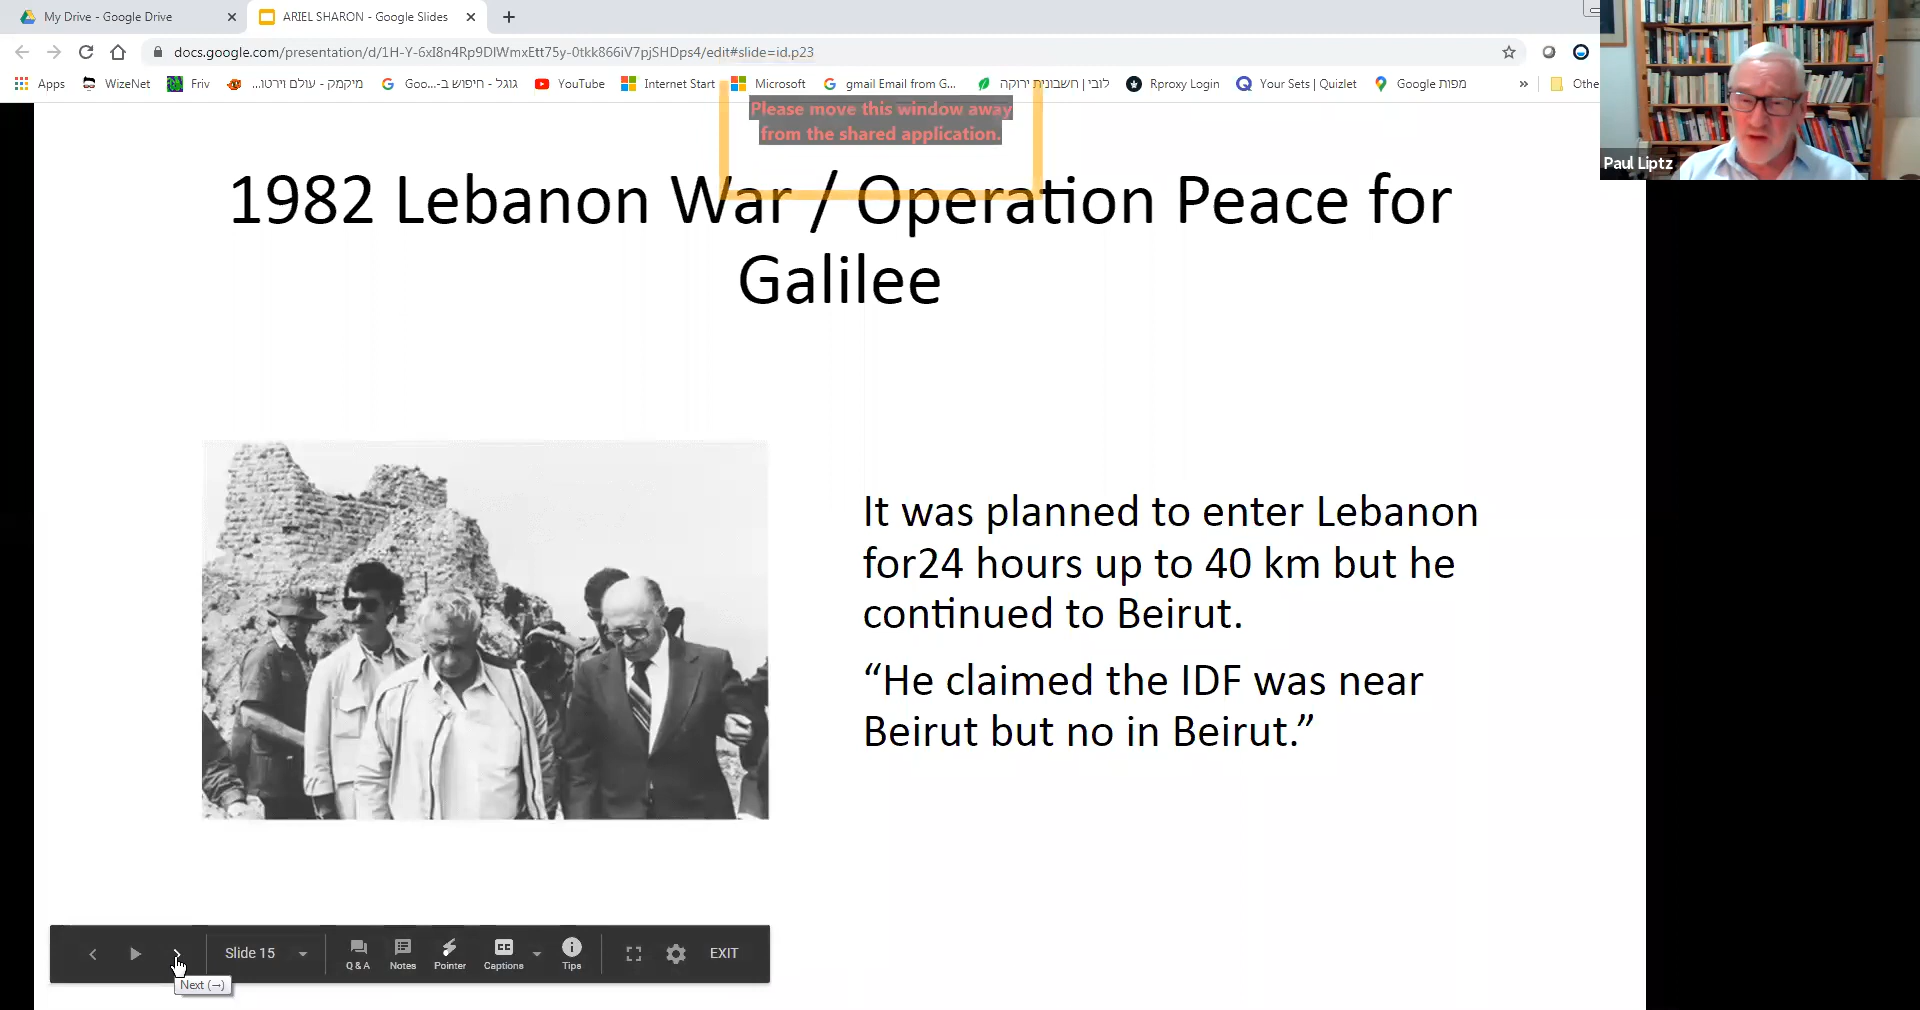 My Drive - Google Drive
ARIEL SHARON - Google Slides
docs.google.com/presentation/d/1H-Y-6xI8n4Rp9DlWmxEtt75y-0tkk866iV7pjSHDps4/edit#slide=id.p23
Apps WizeNet Friv מיקמק - עולם וירטו... Goo...גוגל - חיפוש ב- YouTube Internet Start Microsoft gmail Email from G... לובי | חשבונית ירוקה Rproxy Login Your Sets | Quizlet Google מפות » Othe
Please move this window away
from the shared application.
Paul Liptz
1982 Lebanon War / Operation Peace for
Galilee
It was planned to enter Lebanon
for24 hours up to 40 km but he
continued to Beirut.
“He claimed the IDF was near
Beirut but no in Beirut.”
Slide 15 Q & A Notes Pointer Captions Tips EXIT
Next (→)